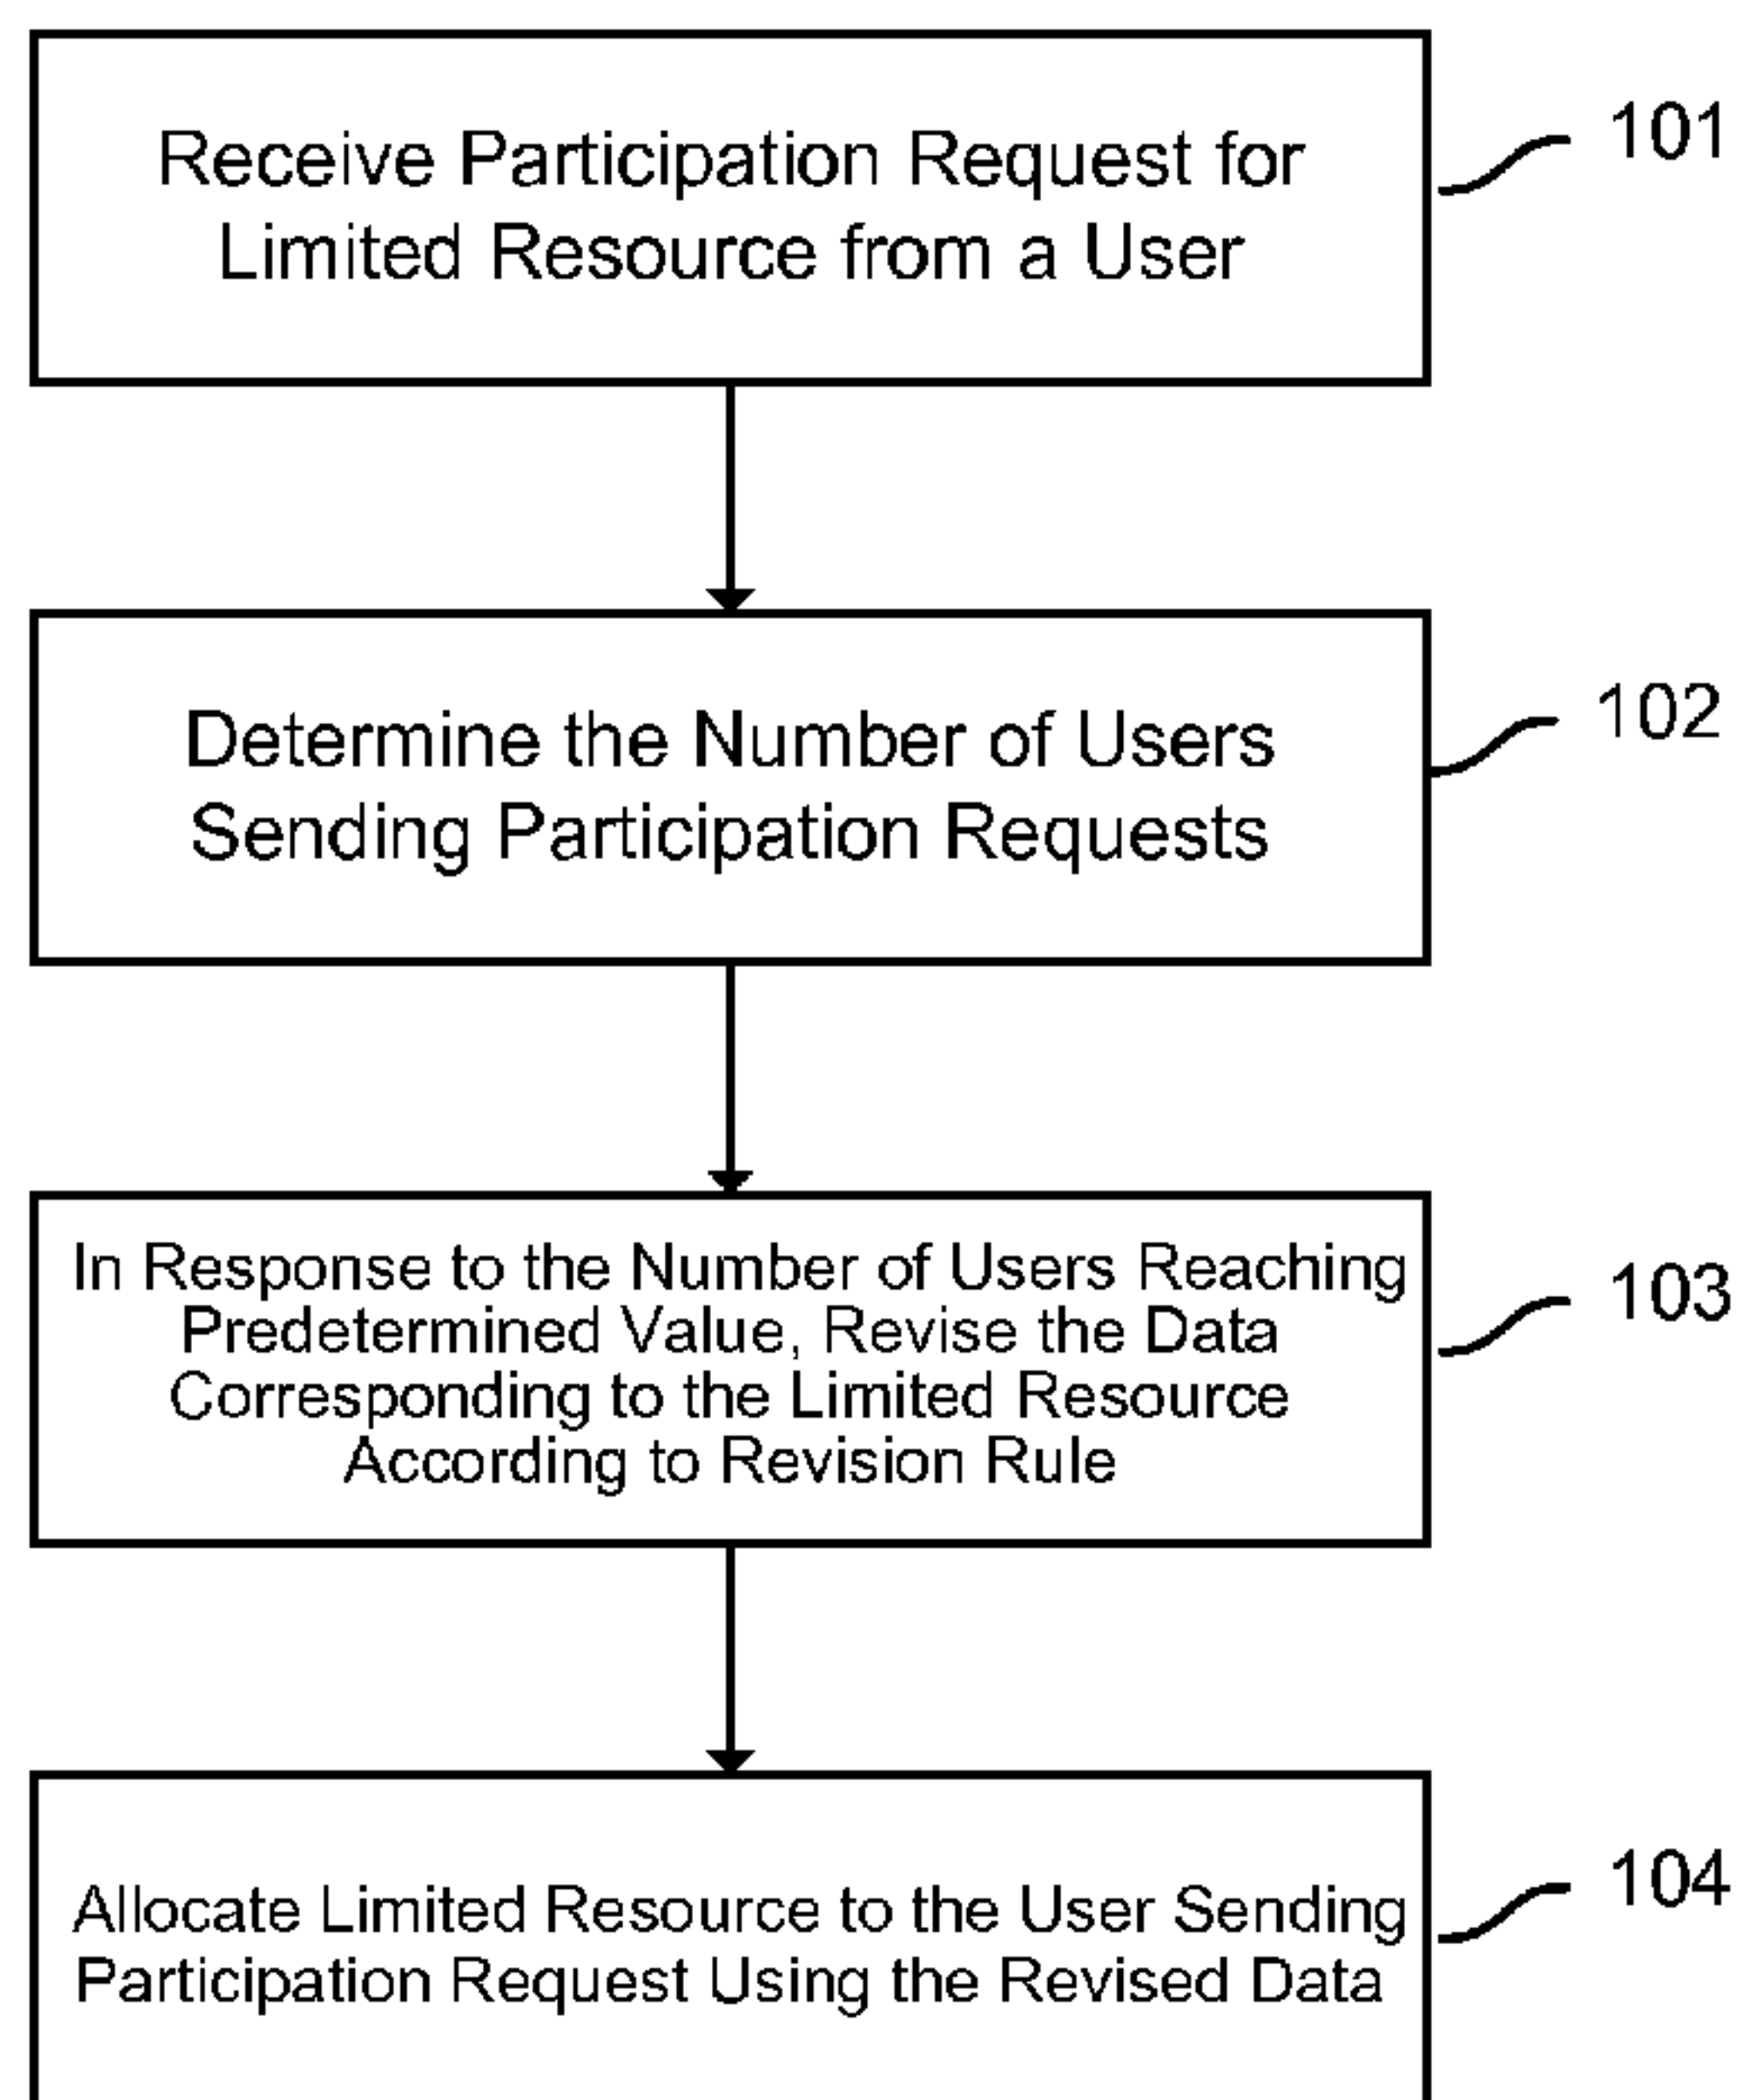 Receive Participation Request for
Limited Resource from a User
101
Determine the Number of Users
Sending Participation Requests
102
In Response to the Number of Users Reaching
Predetermined Value, Revise the Data
Corresponding to the Limited Resource
According to Revision Rule
103
Allocate Limited Resource to the User Sending
Participation Request Using the Revised Data
104